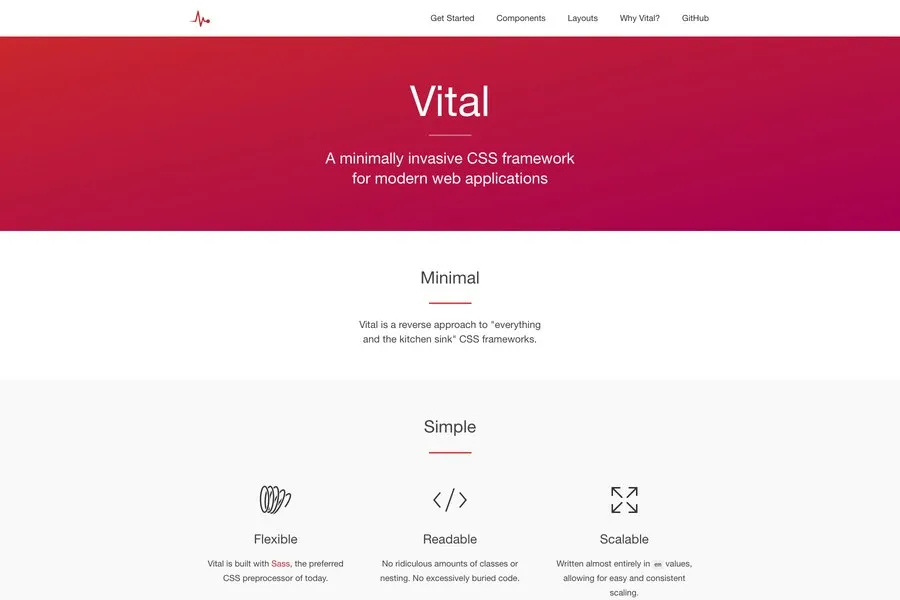 Get Started Components Layouts Why Vital? GitHub
Vital
A minimally invasive CSS framework
for modern web applications
Minimal
Vital is a reverse approach to "everything
and the kitchen sink" CSS frameworks.
Simple
Flexible
Vital is built with Sass, the preferred
CSS preprocessor of today.
Readable
No ridiculous amounts of classes or
nesting. No excessively buried code.
Scalable
Written almost entirely in em values,
allowing for easy and consistent
scaling.